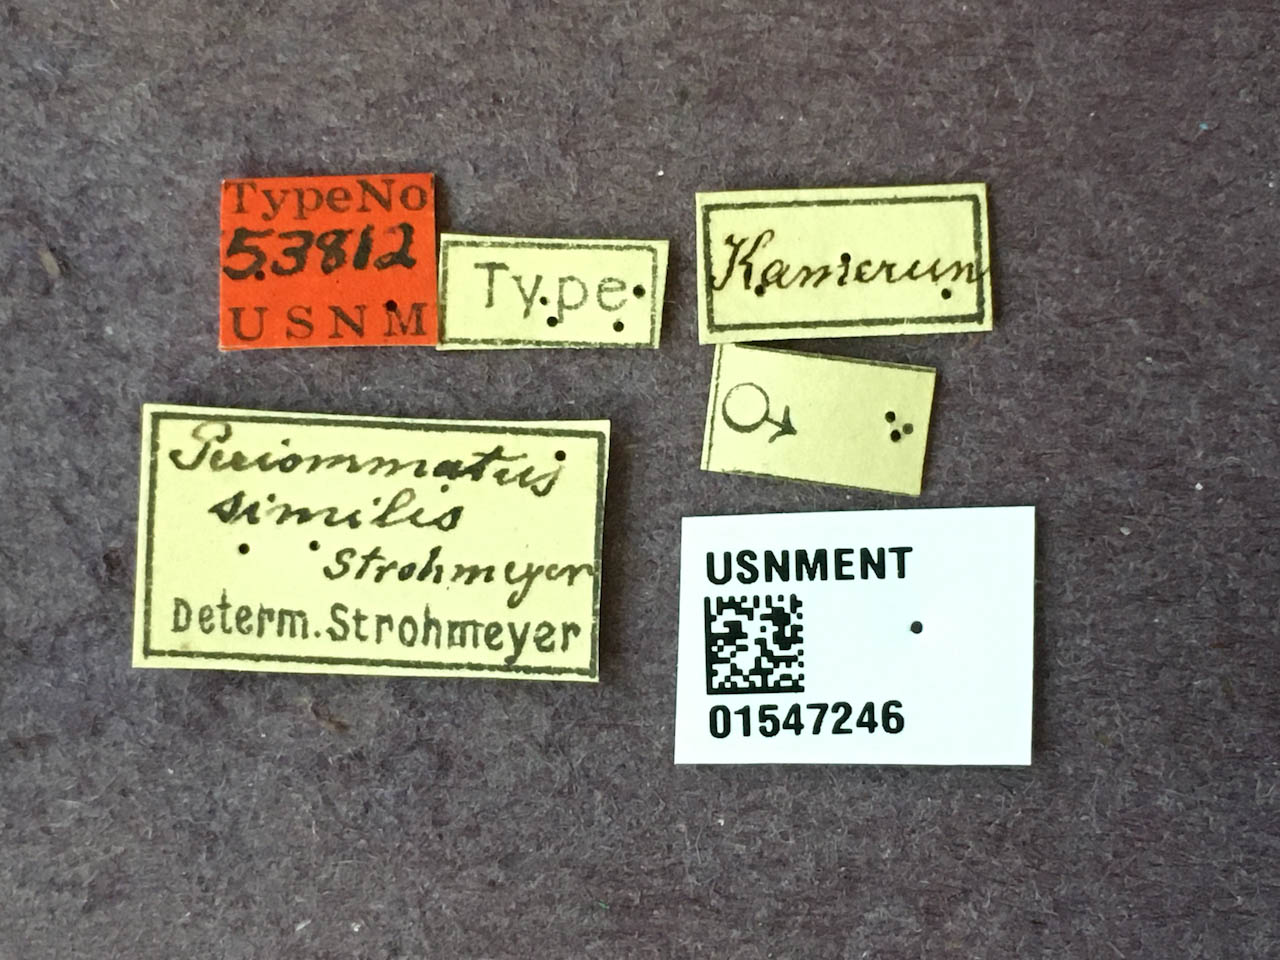 TypeNo
53812
USNM
Type
Kamerun
♂
Periommatus
similis
Strohmeyer
Determ. Strohmeyer
USNMENT
01547246